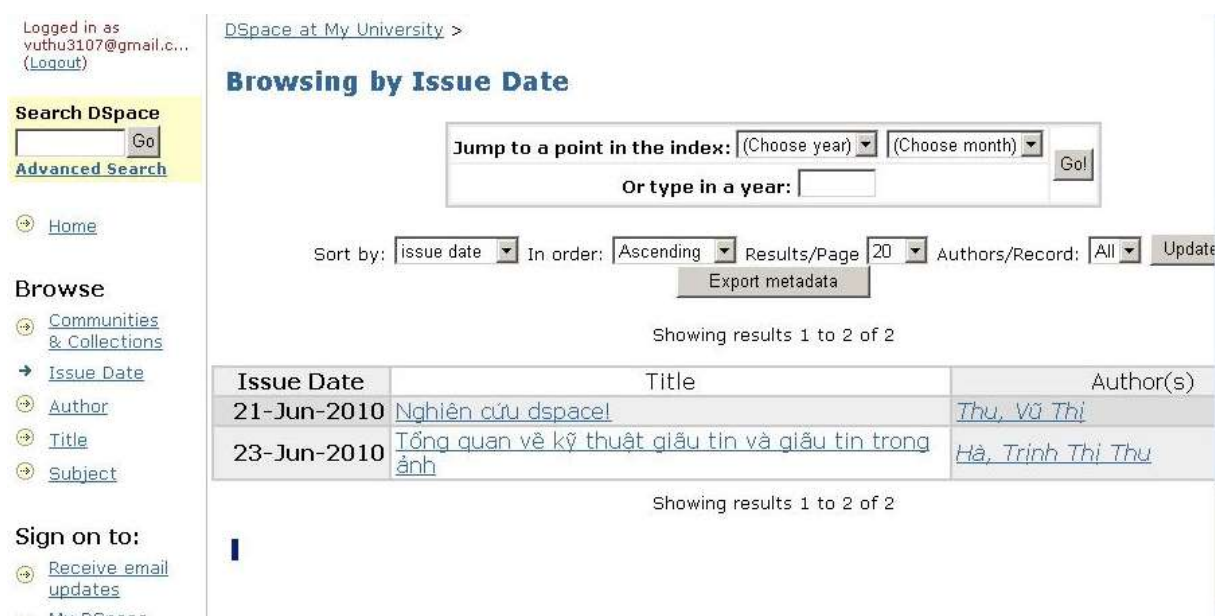 Logged in as
vuthu3107@gmail.c...
(Logout)
Search DSpace
Go
Advanced Search
Home
Browse
Communities
& Collections
Issue Date
Author
Title
Subject
Sign on to:
Receive email
updates
My DSpace
DSpace at My University >
Browsing by Issue Date
Jump to a point in the index: (Choose year) (Choose month) Go!
Or type in a year:
Sort by: issue date In order: Ascending Results/Page 20 Authors/Record: All Update
Export metadata
Showing results 1 to 2 of 2
Issue Date Title Author(s)
21-Jun-2010 Nghiên cứu dspace! Thu, Vũ Thị
23-Jun-2010 Tổng quan về kỹ thuật giấu tin và giấu tin trong
ảnh Hà, Trịnh Thị Thu
Showing results 1 to 2 of 2